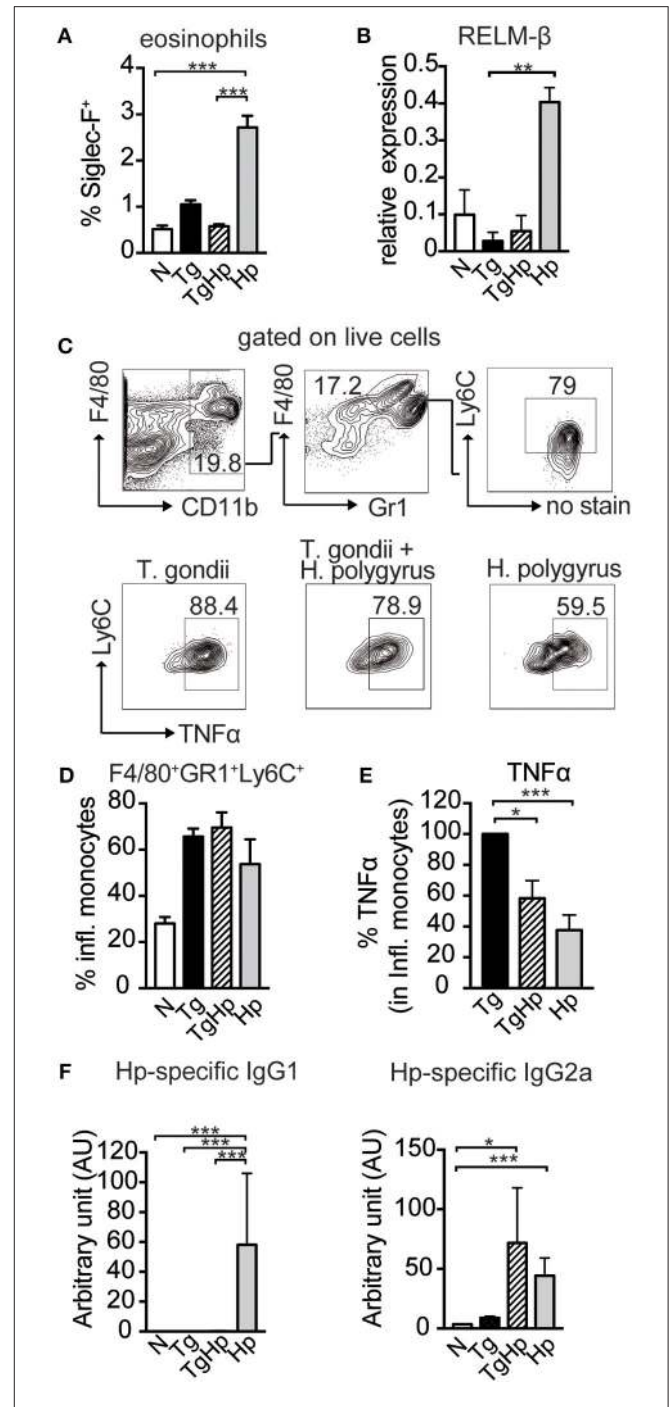 A eosinophils
% Siglec-F⁺
4
3
2
1
0
*** 
***
N Tg TgHp Hp
B RELM-β
relative expression
0.5
0.4
0.3
0.2
0.1
0
**
N Tg TgHp Hp
C gated on live cells
F4/80
19.8
CD11b
F4/80
17.2
Gr1
Ly6C
79
no stain
T. gondii
T. gondii +
H. polygyrus
H. polygyrus
Ly6C
88.4
78.9
59.5
TNFα
D F4/80⁺GR1⁺Ly6C⁺
% infl. monocytes
80
60
40
20
0
N Tg TgHp Hp
E TNFα
% TNFα
(in Infl. monocytes)
120
100
80
60
40
20
0
***
*
Tg TgHp Hp
F Hp-specific IgG1
Arbitrary unit (AU)
120
100
80
60
40
20
0
***
***
***
N Tg TgHp Hp
Hp-specific IgG2a
Arbitrary unit (AU)
150
100
50
0
*
***
N Tg TgHp Hp